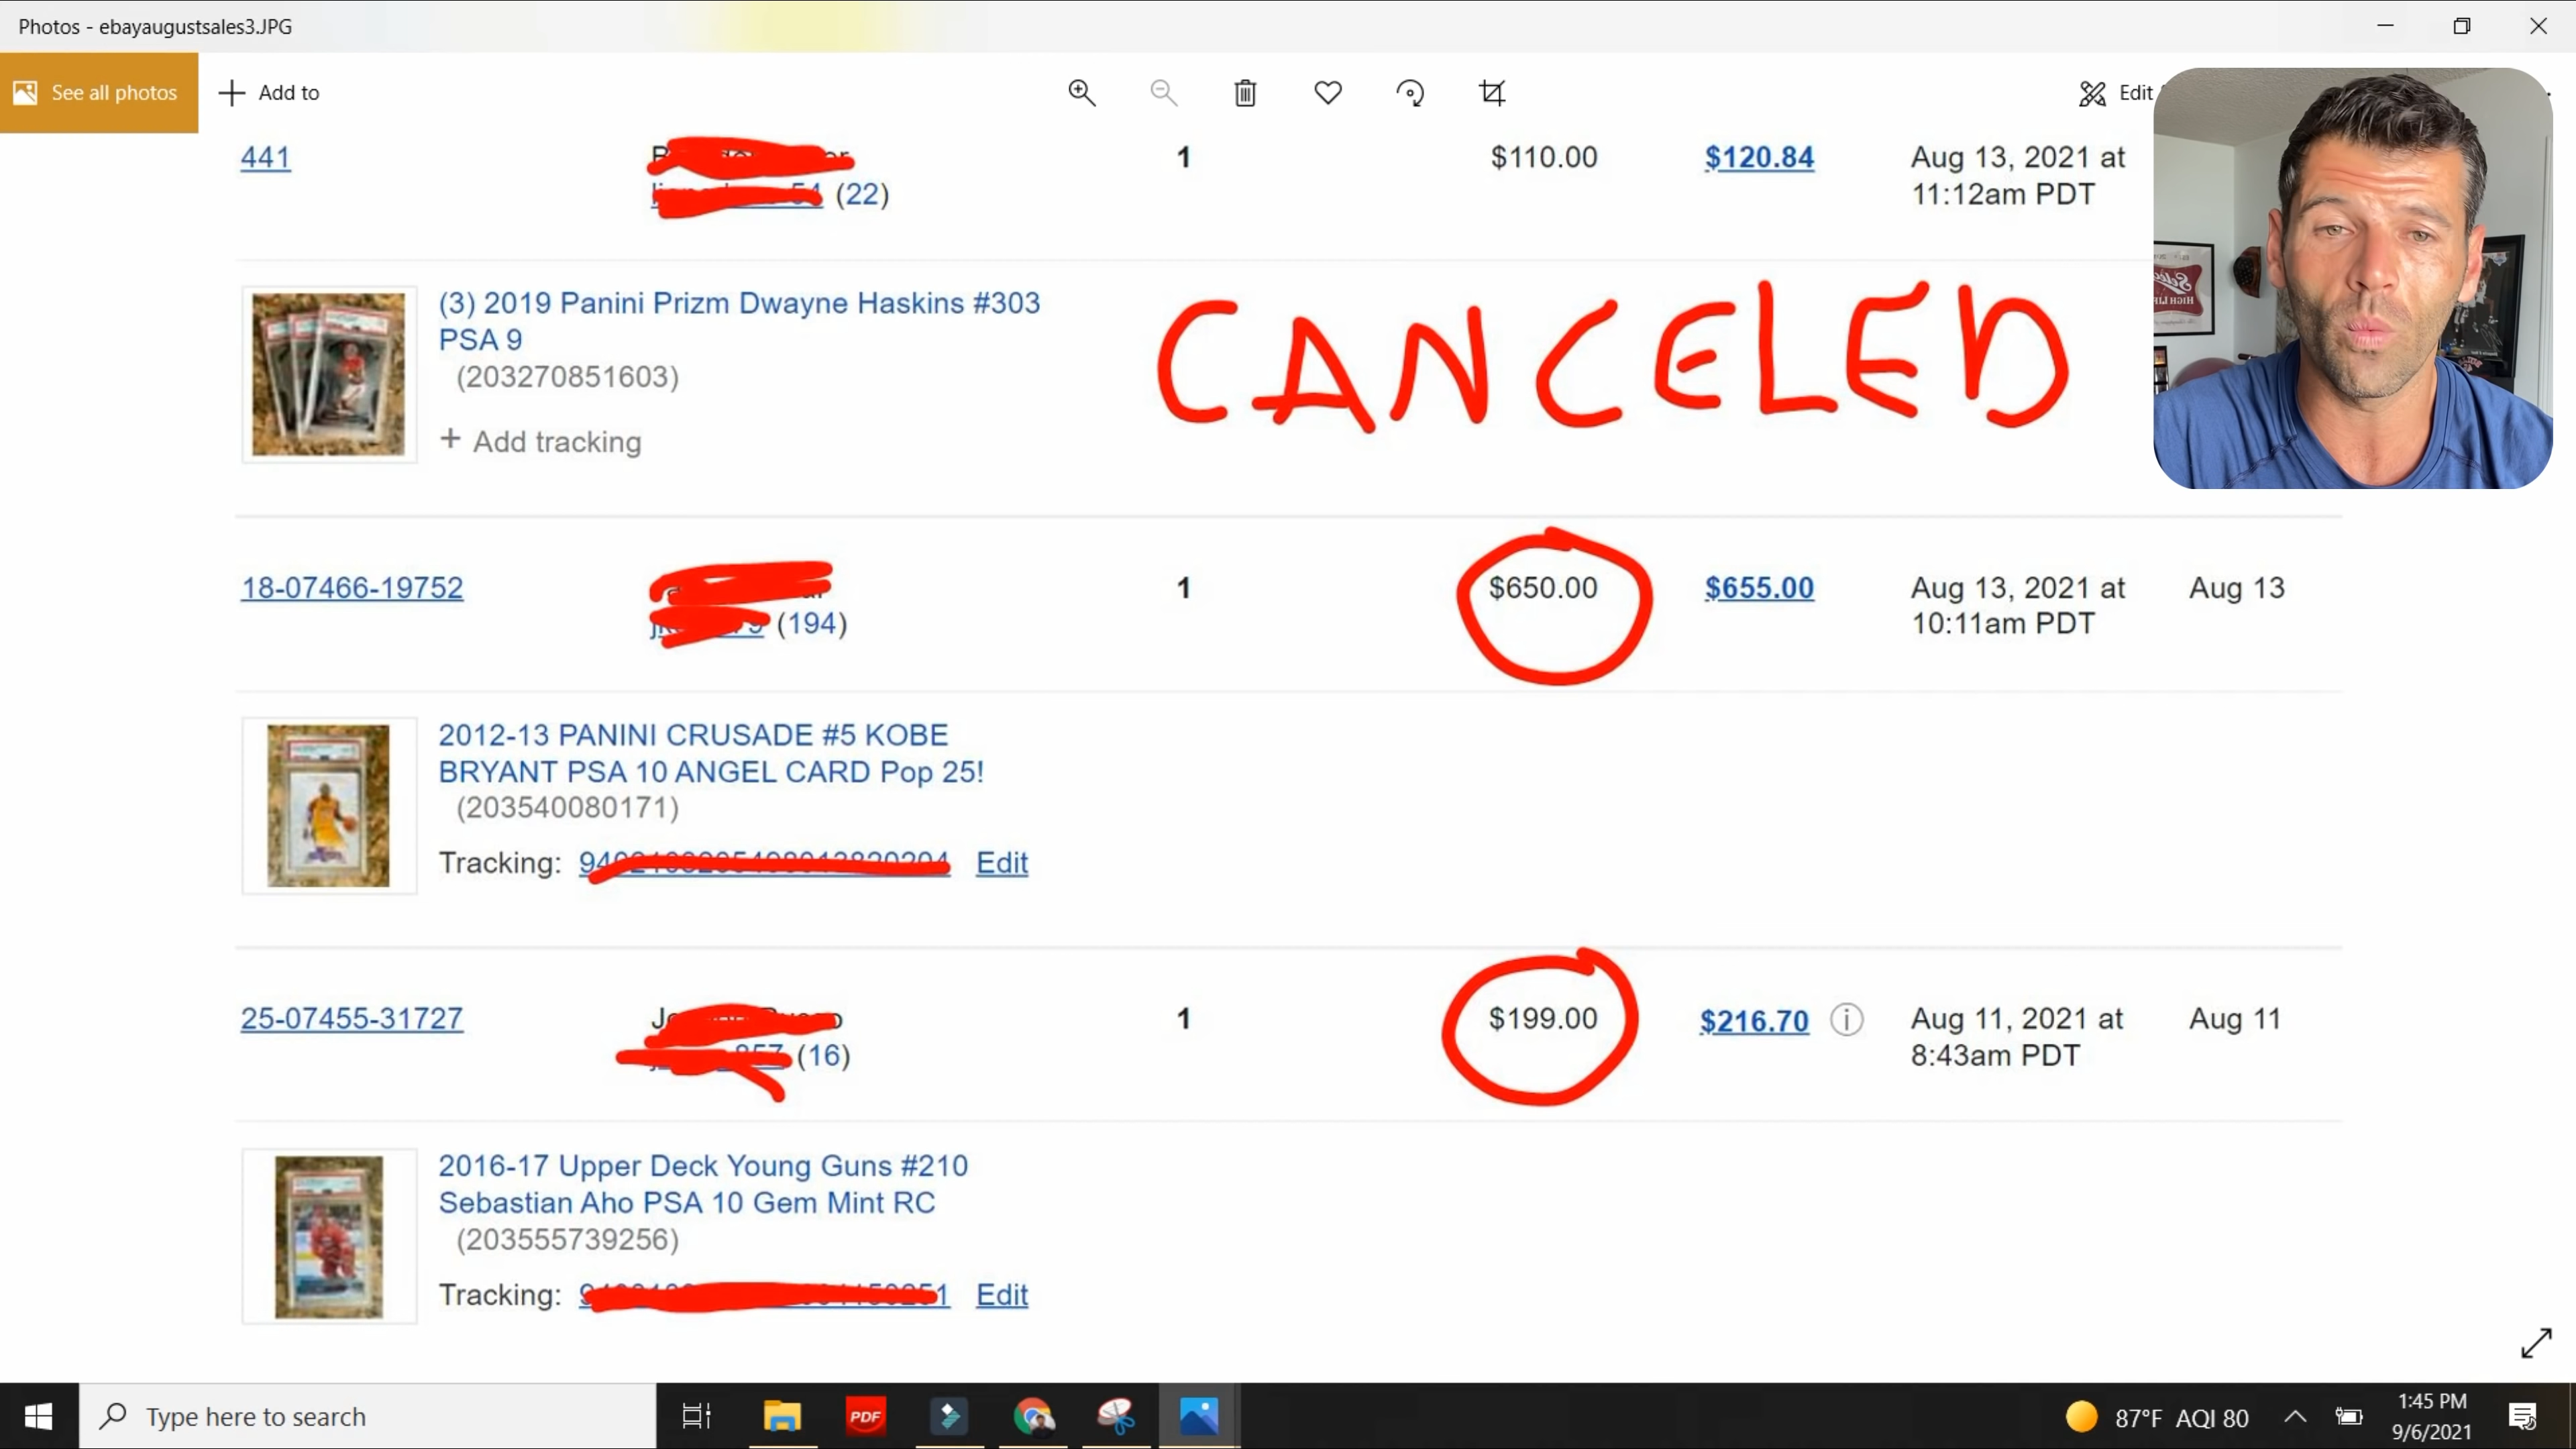 Photos - ebayaugustsales3.JPG
See all photos
Add to
Edit
441
1
$110.00
$120.84
Aug 13, 2021 at
11:12am PDT
(22)
(3) 2019 Panini Prizm Dwayne Haskins #303
PSA 9
(203270851603)
+ Add tracking
CANCELED
18-07466-19752
1
$650.00
$655.00
Aug 13, 2021 at
10:11am PDT
Aug 13
(194)
2012-13 PANINI CRUSADE #5 KOBE
BRYANT PSA 10 ANGEL CARD Pop 25!
(203540080171)
Tracking:
Edit
25-07455-31727
1
$199.00
$216.70
Aug 11, 2021 at
8:43am PDT
Aug 11
(16)
2016-17 Upper Deck Young Guns #210
Sebastian Aho PSA 10 Gem Mint RC
(203555739256)
Tracking:
Edit
Type here to search
PDF
87°F AQI 80
1:45 PM
9/6/2021